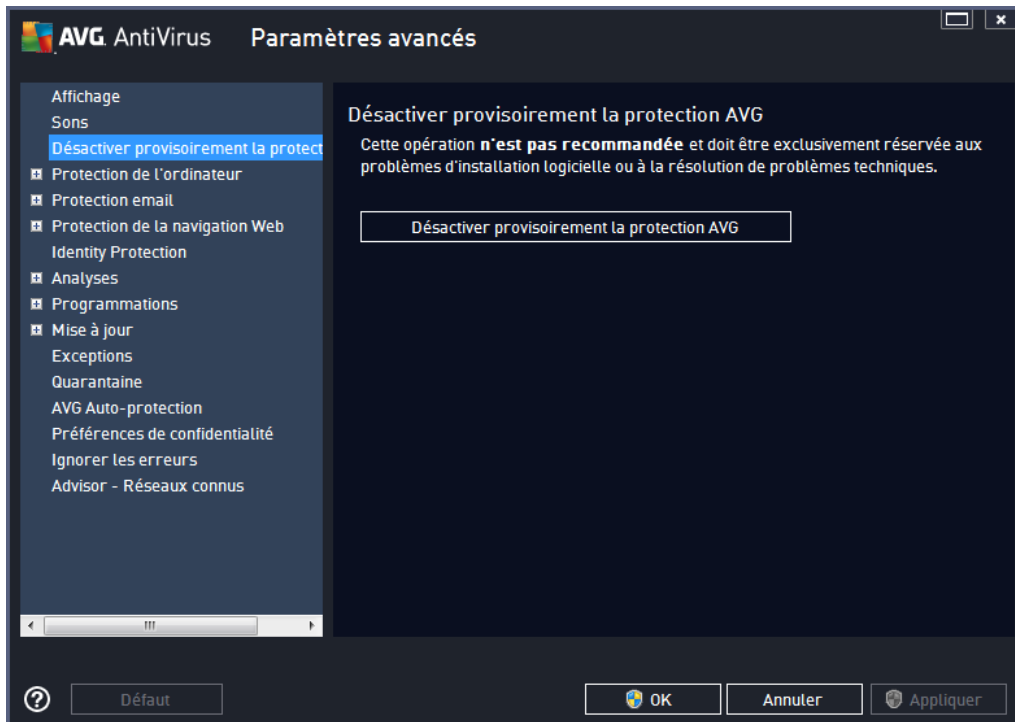 AVG. AntiVirus Paramètres avancés
Affichage
Sons
Désactiver provisoirement la protect
Protection de l'ordinateur
Protection email
Protection de la navigation Web
Identity Protection
Analyses
Programmations
Mise à jour
Exceptions
Quarantaine
AVG Auto-protection
Préférences de confidentialité
Ignorer les erreurs
Advisor - Réseaux connus
Désactiver provisoirement la protection AVG
Cette opération n'est pas recommandée et doit être exclusivement réservée aux
problèmes d'installation logicielle ou à la résolution de problèmes techniques.
Désactiver provisoirement la protection AVG
Défaut
OK
Annuler
Appliquer